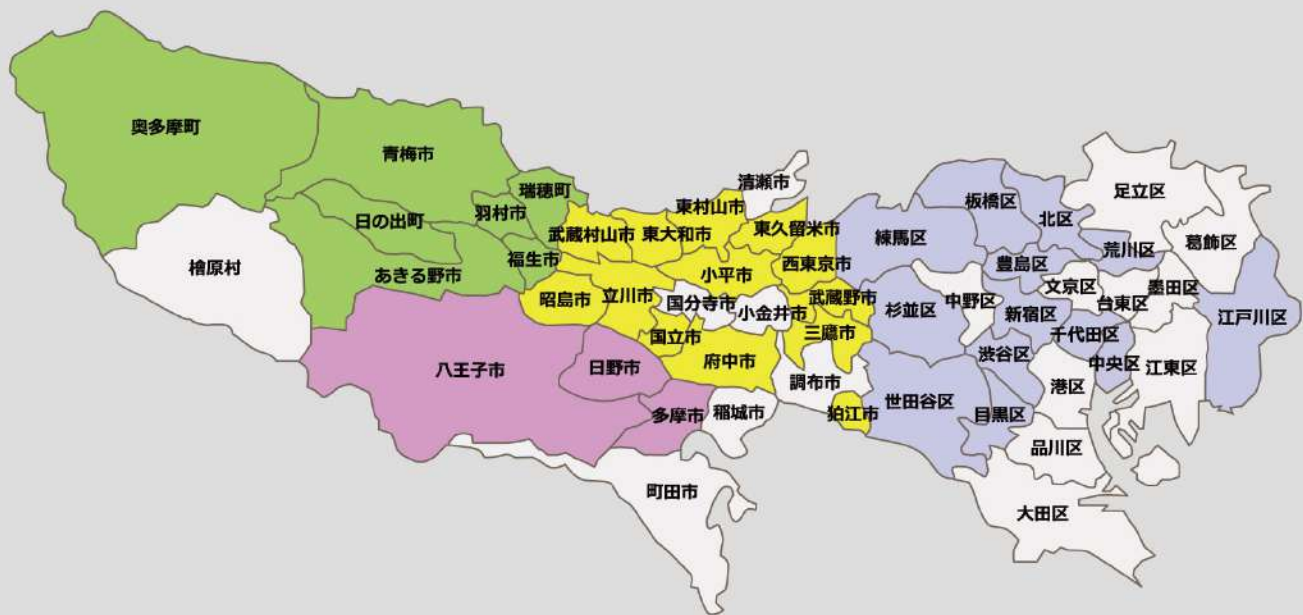 奥多摩町
青梅市
瑞穂町
羽村市
日の出町
福生市
あきる野市
檜原村
八王子市
日野市
多摩市
町田市
稲城市
清瀬市
東村山市
武蔵村山市
東大和市
東久留米市
小平市
西東京市
昭島市
立川市
国分寺市
小金井市
武蔵野市
国立市
三鷹市
府中市
調布市
狛江市
板橋区
北区
足立区
練馬区
荒川区
葛飾区
豊島区
文京区
台東区
墨田区
中野区
杉並区
新宿区
千代田区
江戸川区
渋谷区
中央区
江東区
港区
世田谷区
目黒区
品川区
大田区